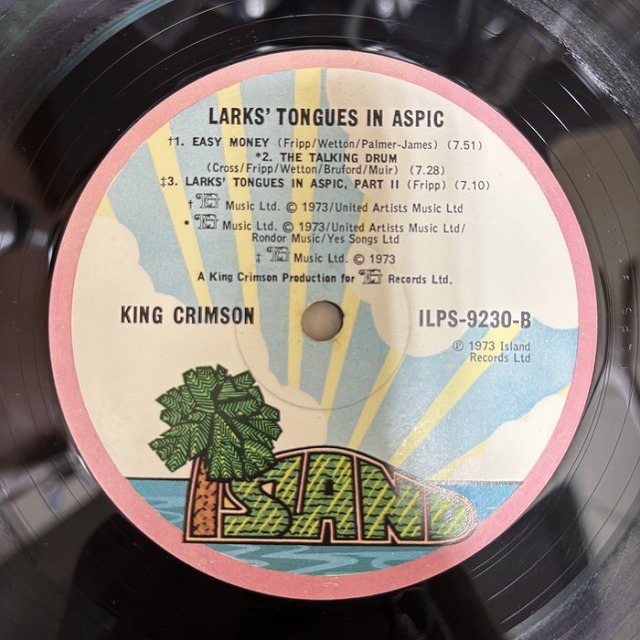 LARKS' TONGUES IN ASPIC
†1. EASY MONEY (Fripp/Wetton/Palmer-James) (7.51)
*2. THE TALKING DRUM
(Cross/Fripp/Wetton/Bruford/Muir) (7.28)
‡3. LARKS' TONGUES IN ASPIC, PART II (Fripp) (7.10)
† Music Ltd. © 1973/United Artists Music Ltd
* Music Ltd. © 1973/United Artists Music Ltd/
Rondor Music/Yes Songs Ltd
‡ Music Ltd. © 1973
A King Crimson Production for Records Ltd.
KING CRIMSON
ILPS-9230-B
℗ 1973 Island
Records Ltd
ISLAND